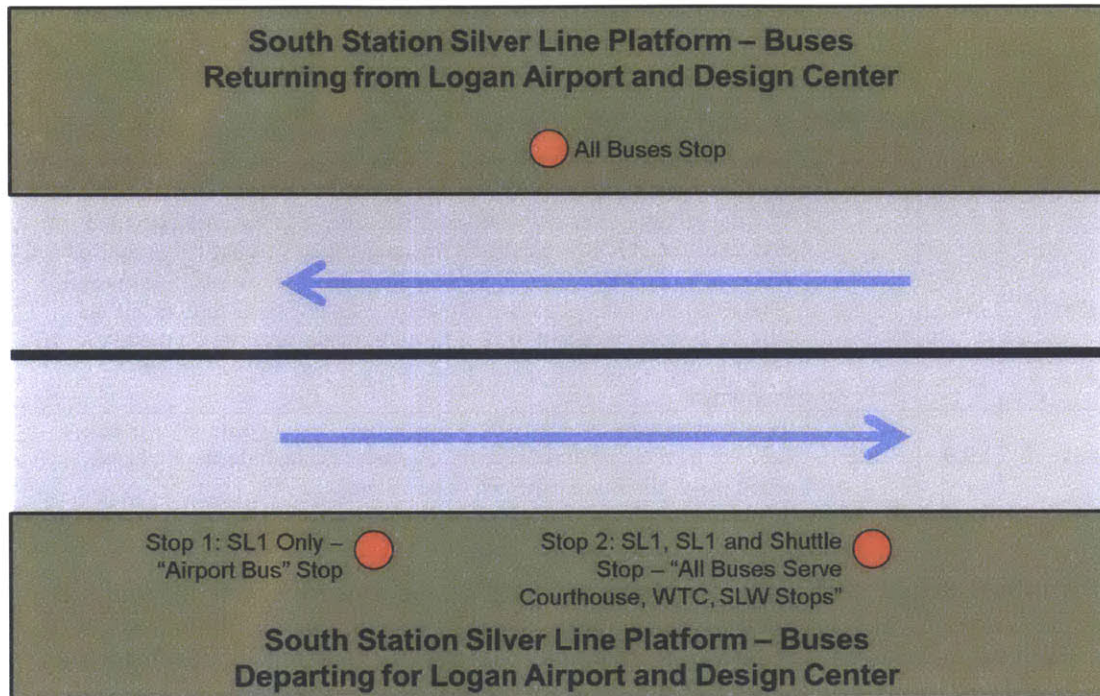 South Station Silver Line Platform – Buses
Returning from Logan Airport and Design Center
All Buses Stop
Stop 1: SL1 Only –
“Airport Bus” Stop
Stop 2: SL1, SL1 and Shuttle
Stop – “All Buses Serve
Courthouse, WTC, SLW Stops”
South Station Silver Line Platform – Buses
Departing for Logan Airport and Design Center